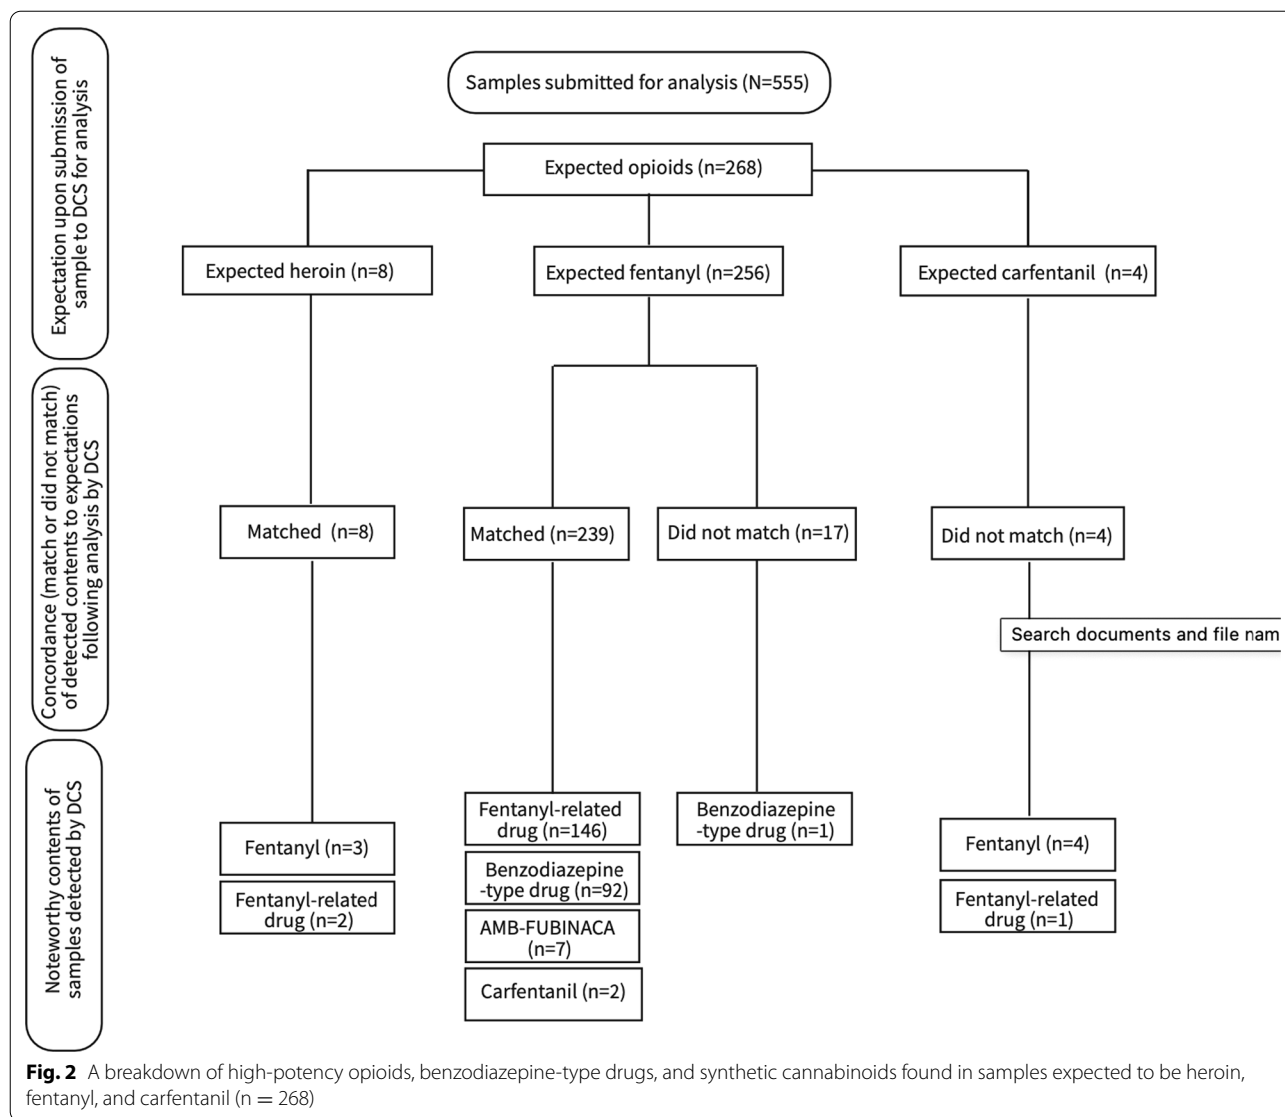 Expectation upon submission of
sample to DCS for analysis
Samples submitted for analysis (N=555)
Expected opioids (n=268)
Expected heroin (n=8)
Expected fentanyl (n=256)
Expected carfentanil (n=4)
Concordance (match or did not match)
of detected contents to expectations
following analysis by DCS
Matched (n=8)
Matched (n=239)
Did not match (n=17)
Did not match (n=4)
Search documents and file nam
Noteworthy contents of
samples detected by DCS
Fentanyl (n=3)
Fentanyl-related
drug (n=2)
Fentanyl-related
drug (n=146)
Benzodiazepine
-type drug (n=92)
AMB-FUBINACA
(n=7)
Carfentanil (n=2)
Benzodiazepine
-type drug (n=1)
Fentanyl (n=4)
Fentanyl-related
drug (n=1)
Fig. 2 A breakdown of high-potency opioids, benzodiazepine-type drugs, and synthetic cannabinoids found in samples expected to be heroin,
fentanyl, and carfentanil (n = 268)